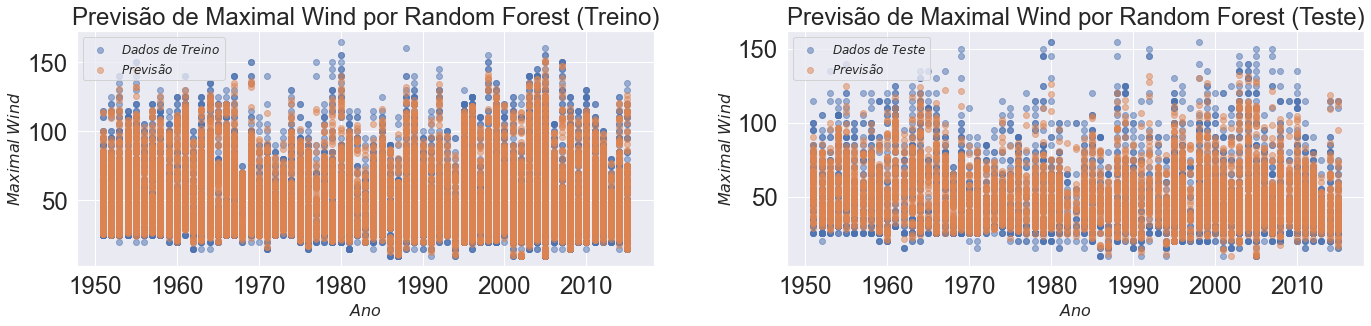 Previsão de Maximal Wind por Random Forest (Treino)
Dados de Treino
Previsão
150
100
50
Maximal Wind
1950 1960 1970 1980 1990 2000 2010
Ano
Previsão de Maximal Wind por Random Forest (Teste)
Dados de Teste
Previsão
150
100
50
Maximal Wind
1950 1960 1970 1980 1990 2000 2010
Ano